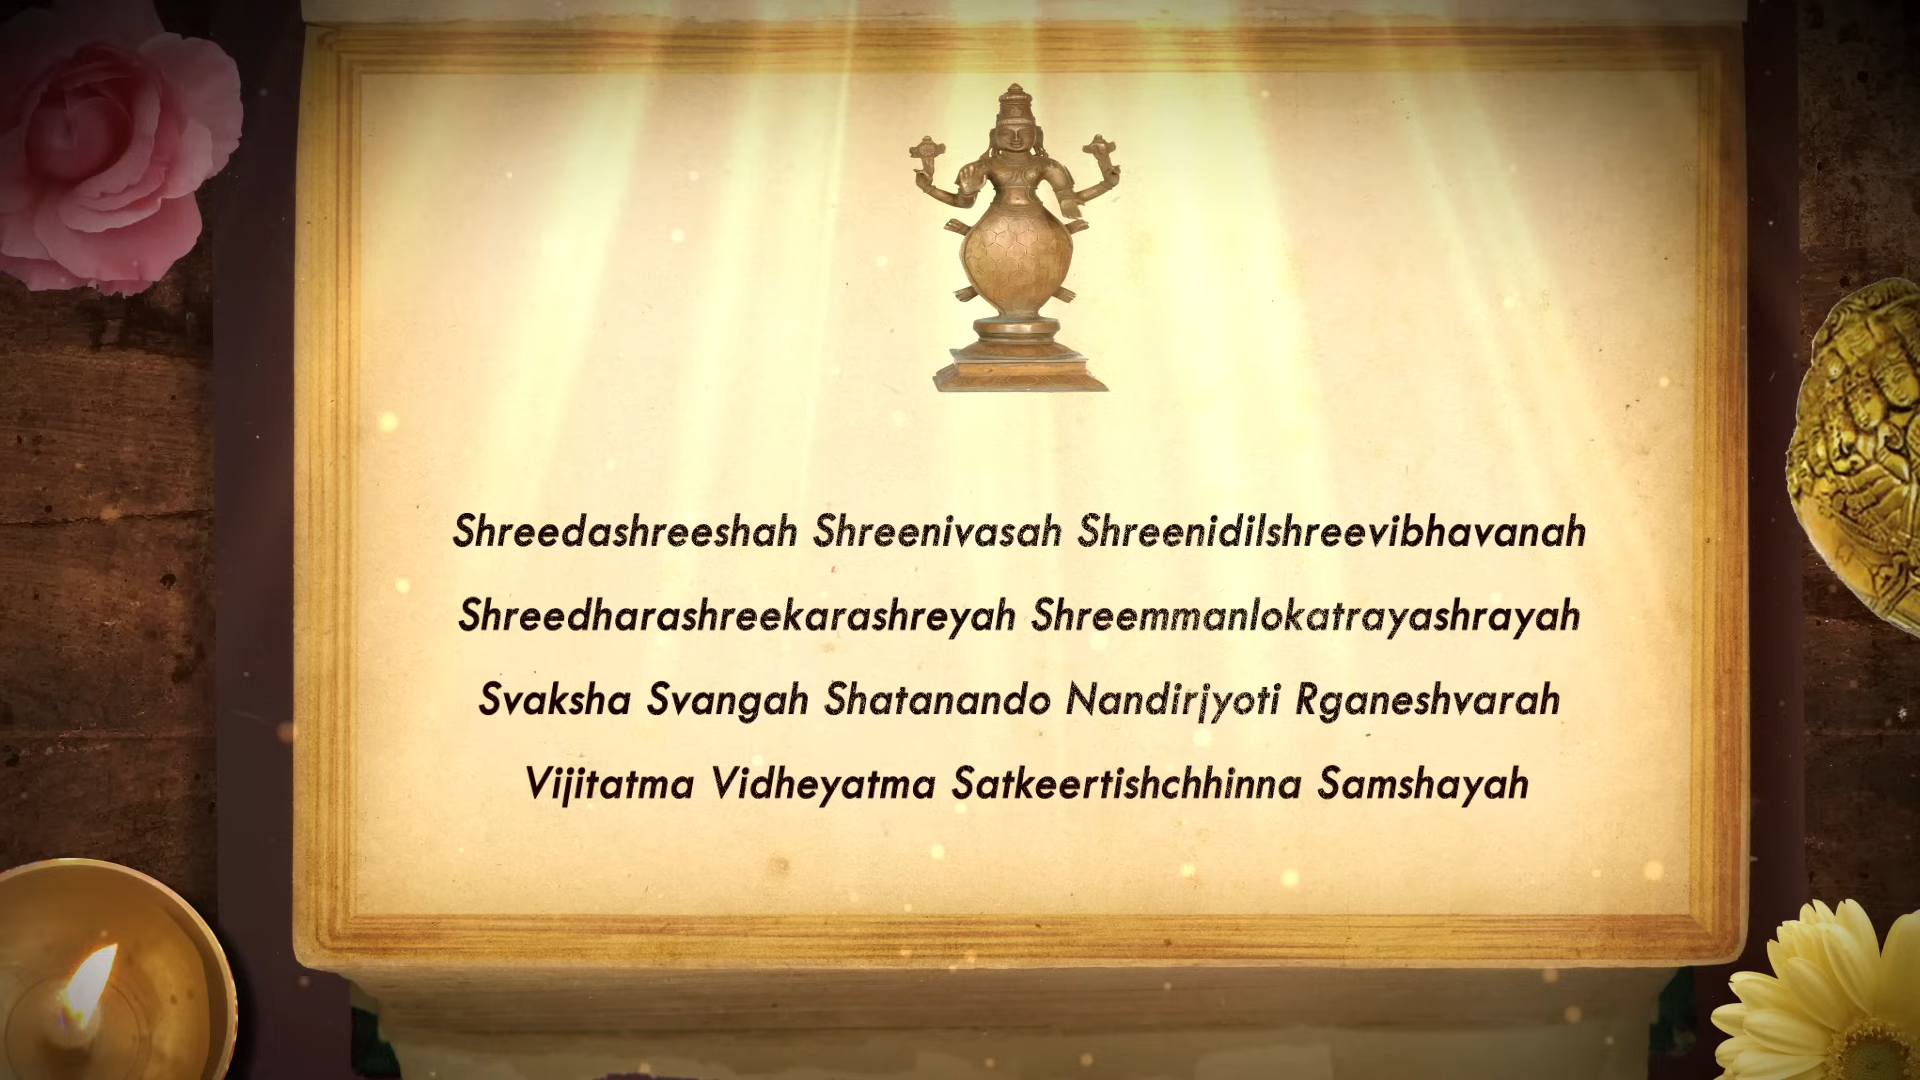 Shreedashreeshah Shreenivasah Shreenidilshreevibhavanah
Shreedharashreekarashreyah Shreemmanlokatrayashrayah
Svaksha Svangah Shatanando Nandirjyoti Rganeshvarah
Vijitatma Vidheyatma Satkeertishchhinna Samshayah